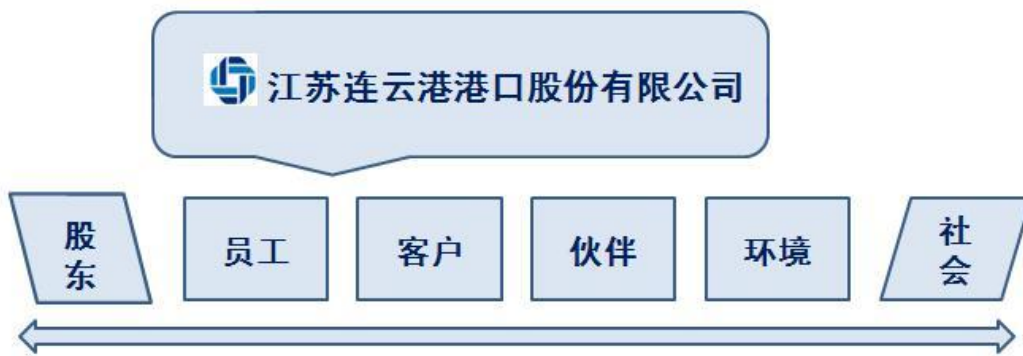 江苏连云港港口股份有限公司
股东
员工
客户
伙伴
环境
社会